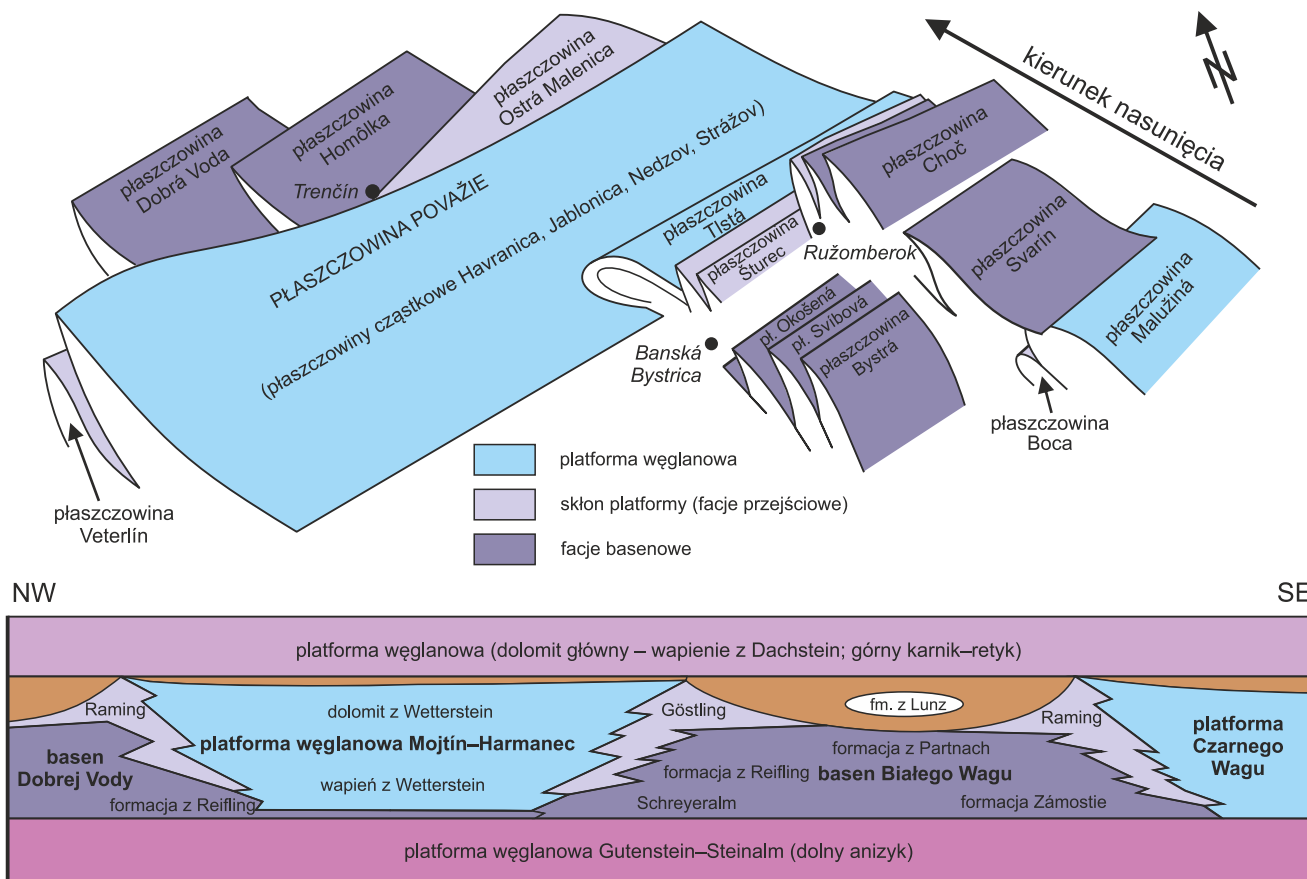 płaszczowina
Dobrá Voda
płaszczowina
Homôlka
płaszczowina
Ostrá Malenica
Trenčín
PŁASZCZOWINA POVAŽIE
(płaszczowiny cząstkowe Havranica, Jablonica, Nedzov, Strážov)
płaszczowina
Tlstá
płaszczowina
Šturec
płaszczowina
Choč
Ružomberok
kierunek nasunięcia
N
płaszczowina
Svarín
płaszczowina
Malužiná
Banská
Bystrica
pł. Okošená
pł. Svíbová
płaszczowina
Bystrá
płaszczowina
Boca
płaszczowina
Veterlín
platforma węglanowa
skłon platformy (facje przejściowe)
facje basenowe
NW
SE
platforma węglanowa (dolomit główny – wapienie z Dachstein; górny karnik–retyk)
Raming
dolomit z Wetterstein
Göstling
fm. z Lunz
Raming
basen
Dobrej Vody
platforma węglanowa Mojtín–Harmanec
formacja z Partnach
platforma
Czarnego
Wagu
formacja z Reifling
wapień z Wetterstein
formacja z Reifling
basen Białego Wagu
Schreyeralm
formacja Zámostie
platforma węglanowa Gutenstein–Steinalm (dolny anizyk)